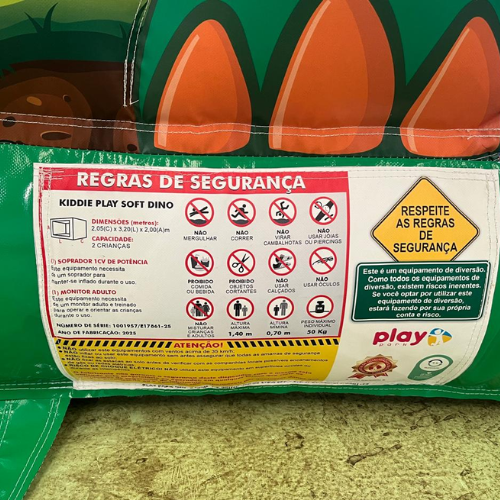 REGRAS DE SEGURANÇA
KIDDIE PLAY SOFT DINO
DIMENSÕES (metros):
2,05(C) x 3,20(L) x 2,00(A)m
CAPACIDADE:
2 CRIANÇAS
1) SOPRADOR 1CV DE POTÊNCIA
Este equipamento necessita
de um soprador para
manter-se inflado durante o uso.
2) MONITOR ADULTO
Este equipamento necessita
de um monitor adulto e treinado
para operar e orientar as crianças
durante o uso.
NÚMERO DE SÉRIE: 1001957/E17661-25
ANO DE FABRICAÇÃO: 2025
NÃO
MERGULHAR
NÃO
CORRER
NÃO
VIRAR
CAMBALHOTAS
NÃO
USAR JOIAS
OU PIERCINGS
PROIBIDO
COMIDA
OU BEBIDA
PROIBIDO
OBJETOS
CORTANTES
NÃO
USAR
CALÇADOS
NÃO
USAR ÓCULOS
NÃO
MISTURAR
CRIANÇAS
E ADULTOS
ALTURA
MÁXIMA
1,40 m
ALTURA
MÍNIMA
0,70 m
PESO MÁXIMO
INDIVIDUAL
50 Kg
ATENÇÃO!
RESPEITE
AS REGRAS
DE
SEGURANÇA
Este é um equipamento de diversão.
Como todos os equipamentos de
diversão, existem riscos inerentes.
Se você optar por utilizar este
equipamento de diversão,
estará fazendo por sua própria
conta e risco.
play
park